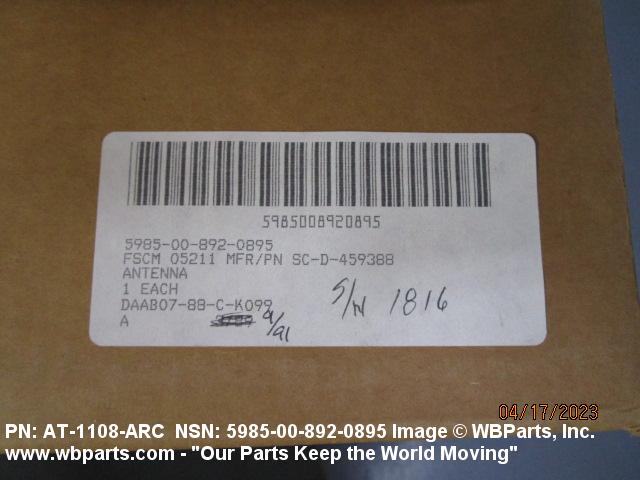 5985008920895
5985-00-892-0895
FSCM 05211 MFR/PN SC-D-459388
ANTENNA
1 EACH
DAAB07-88-C-K099
A
9/91
S/N 1816
04/17/2023
PN: AT-1108-ARC NSN: 5985-00-892-0895 Image © WBParts, Inc.
www.wbparts.com - "Our Parts Keep the World Moving"